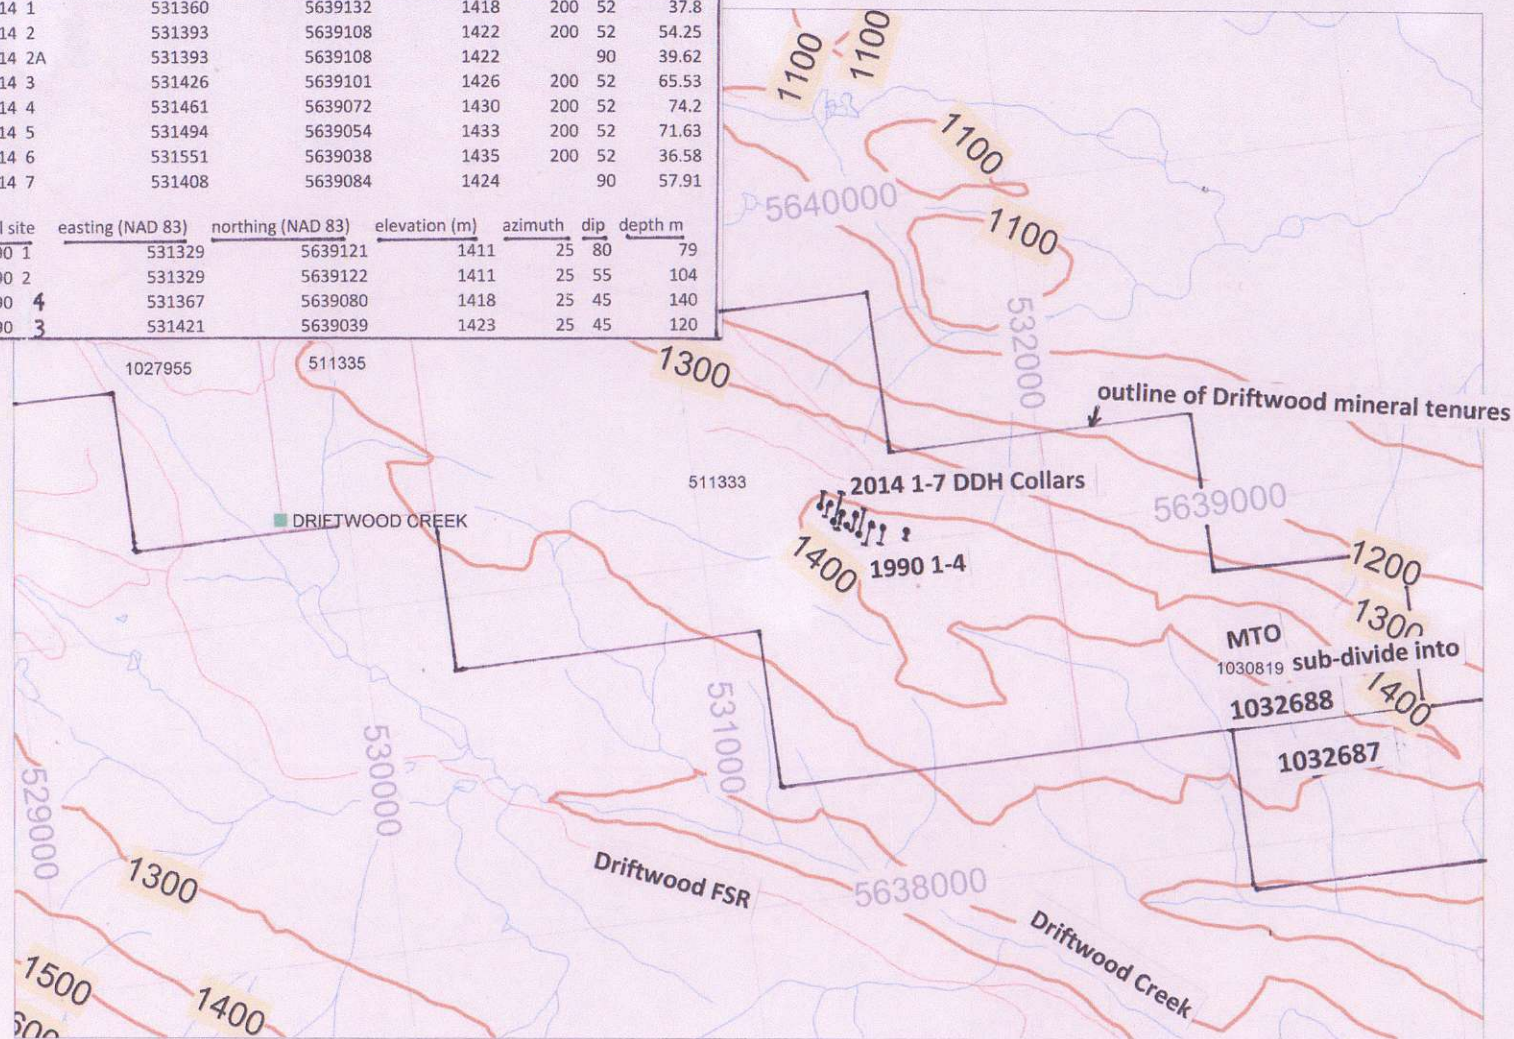 14 1 531360 5639132 1418 200 52 37.8
14 2 531393 5639108 1422 200 52 54.25
14 2A 531393 5639108 1422 90 39.62
14 3 531426 5639101 1426 200 52 65.53
14 4 531461 5639072 1430 200 52 74.2
14 5 531494 5639054 1433 200 52 71.63
14 6 531551 5639038 1435 200 52 36.58
14 7 531408 5639084 1424 90 57.91
l site easting (NAD 83) northing (NAD 83) elevation (m) azimuth dip depth m
00 1 531329 5639121 1411 25 80 79
00 2 531329 5639122 1411 25 55 104
00 4 531367 5639080 1418 25 45 140
00 3 531421 5639039 1423 25 45 120
1100
1100
1100
5640000
1100
532000
1027955
511335
1300
outline of Driftwood mineral tenures
511333
2014 1-7 DDH Collars
5639000
DRIFTWOOD CREEK
1400
1990 1-4
1200
1300
MTO
1030819 sub-divide into
1400
1032688
1032687
531000
530000
529000
1300
Driftwood FSR
5638000
Driftwood Creek
1500
1400
600